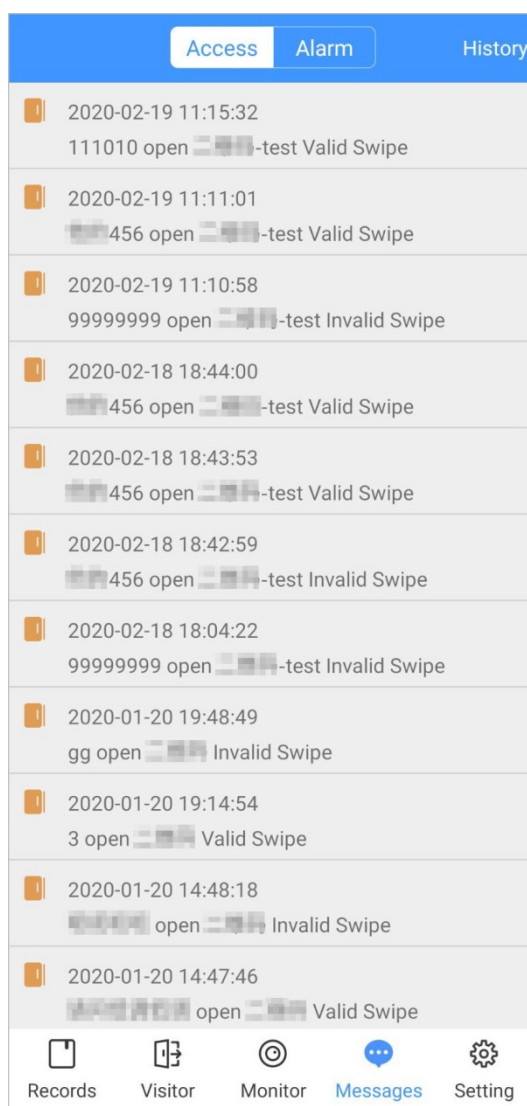 Access Alarm History
2020-02-19 11:15:32
111010 open -test Valid Swipe
2020-02-19 11:11:01
456 open -test Valid Swipe
2020-02-19 11:10:58
99999999 open -test Invalid Swipe
2020-02-18 18:44:00
456 open -test Valid Swipe
2020-02-18 18:43:53
456 open -test Valid Swipe
2020-02-18 18:42:59
456 open -test Invalid Swipe
2020-02-18 18:04:22
99999999 open -test Invalid Swipe
2020-01-20 19:48:49
gg open Invalid Swipe
2020-01-20 19:14:54
3 open Valid Swipe
2020-01-20 14:48:18
open Invalid Swipe
2020-01-20 14:47:46
open Valid Swipe
Records Visitor Monitor Messages Setting